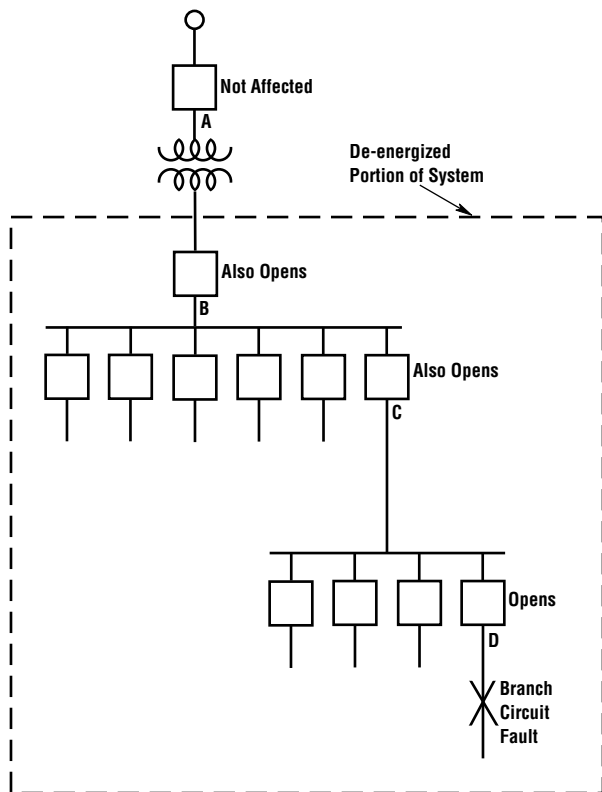 Not Affected
A
De-energized
Portion of System
Also Opens
B
Also Opens
C
Opens
D
Branch
Circuit
Fault